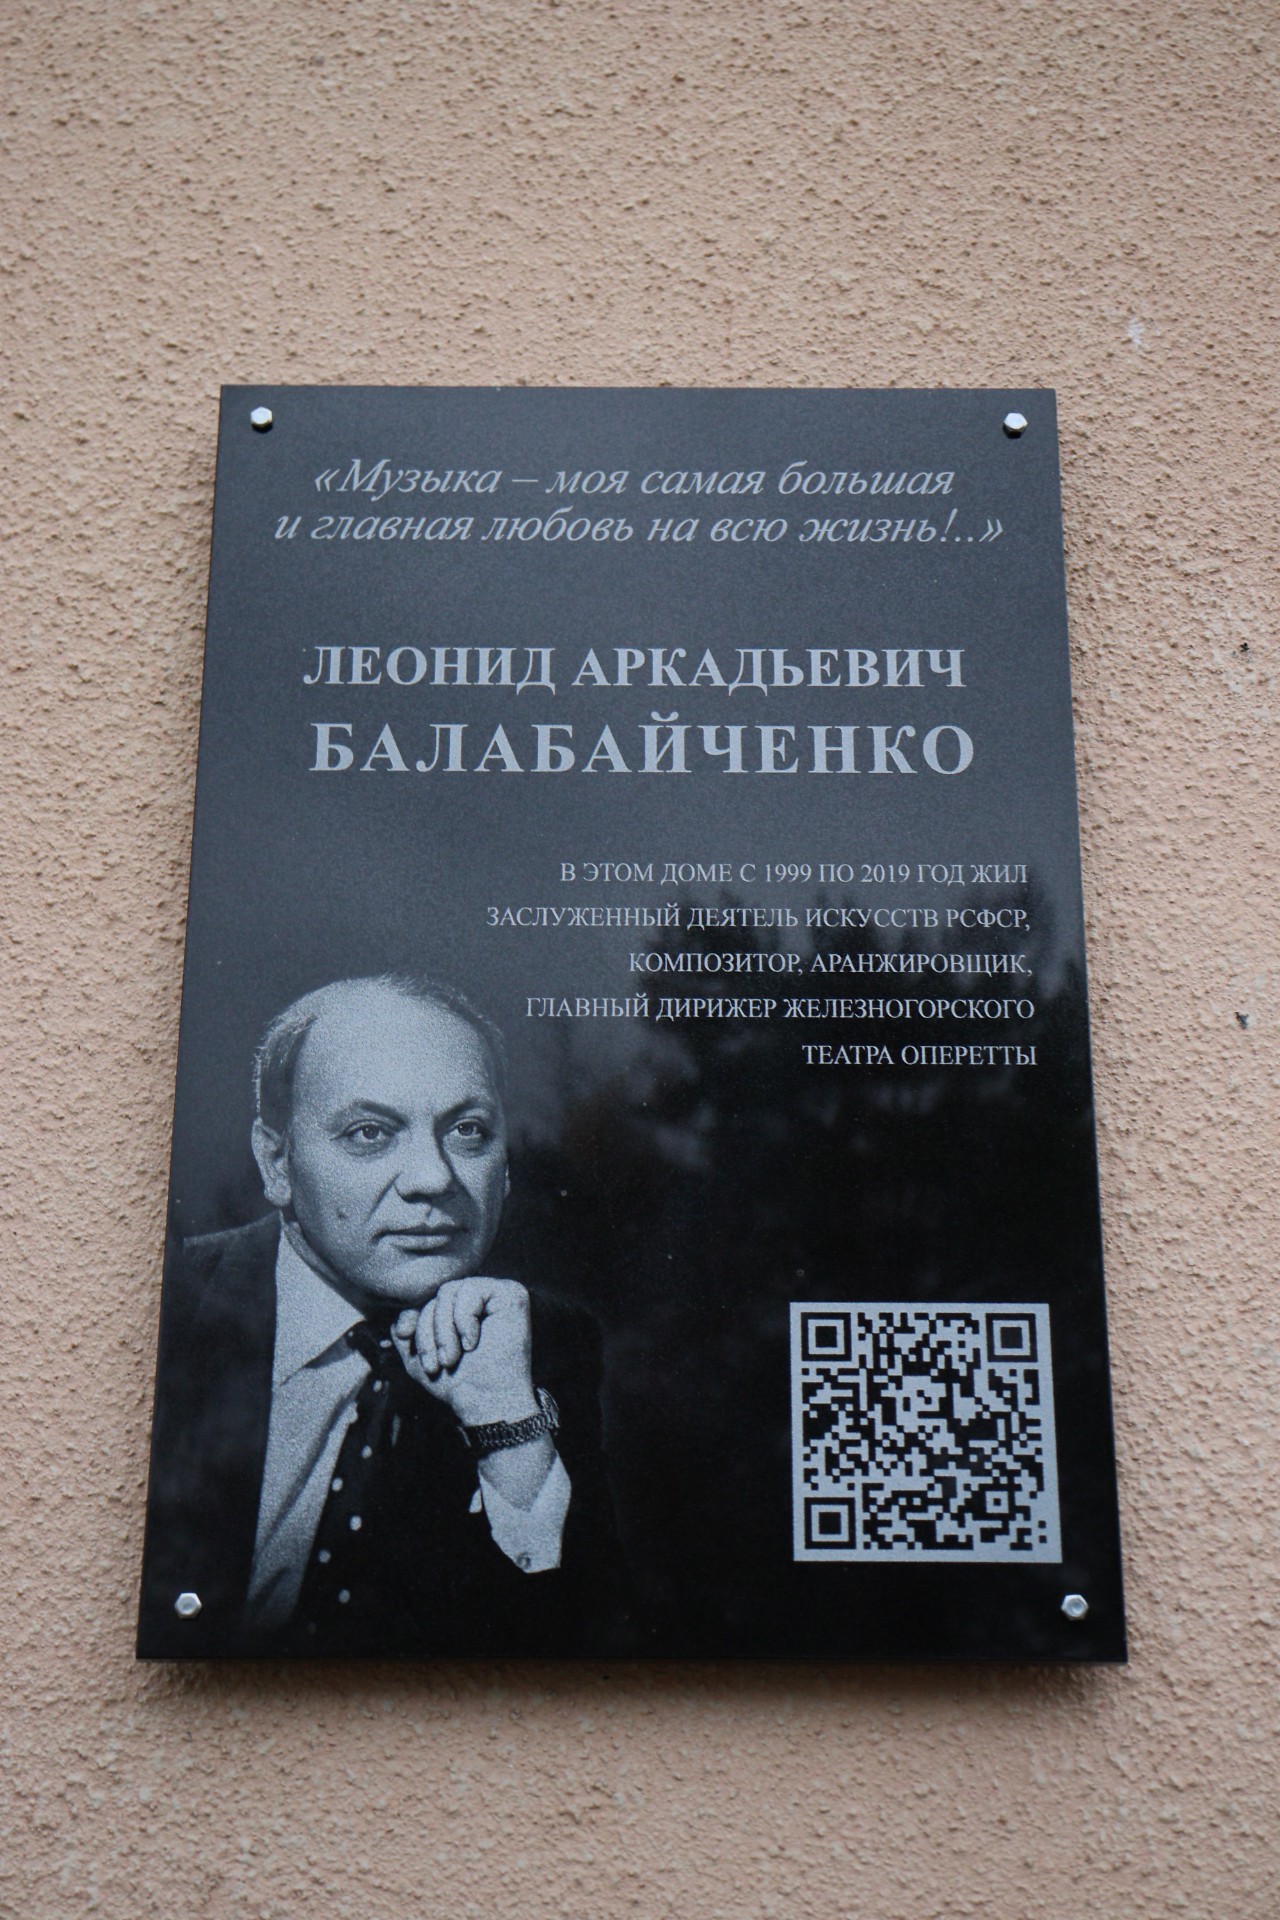 «Музыка – моя самая большая
и главная любовь на всю жизнь!..»
ЛЕОНИД АРКАДЬЕВИЧ
БАЛАБАЙЧЕНКО
В ЭТОМ ДОМЕ С 1999 ПО 2019 ГОД ЖИЛ
ЗАСЛУЖЕННЫЙ ДЕЯТЕЛЬ ИСКУССТВ РСФСР,
КОМПОЗИТОР, АРАНЖИРОВЩИК,
ГЛАВНЫЙ ДИРИЖЕР ЖЕЛЕЗНОГОРСКОГО
ТЕАТРА ОПЕРЕТТЫ